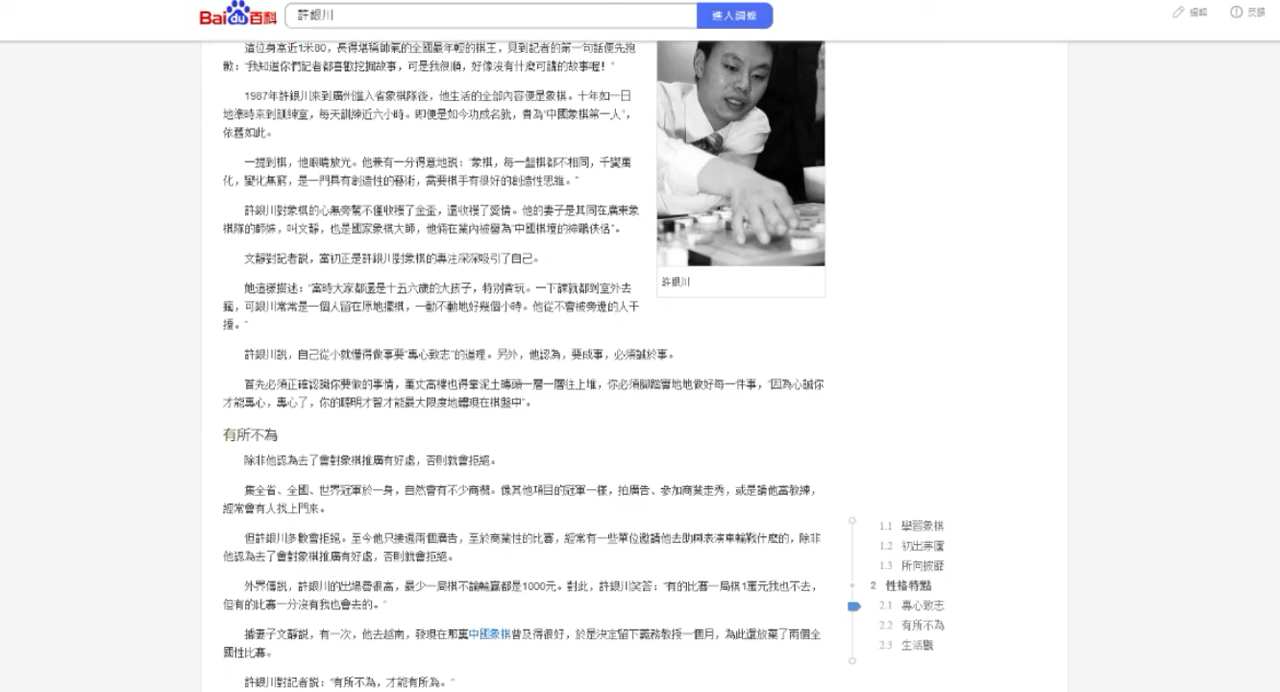 Bai du 百科
許銀川
進入詞條
編輯
反饋
這位身高近1米80，長得堪稱帥氣的全國最年輕的棋王，見到記者的第一句話便先抱
歉：“我知道你們記者都喜歡挖掘故事，可是我很順，好像沒有什麼可講的故事喔！”
1987年許銀川來到廣州進入省象棋隊後，他生活的全部內容便是象棋。十年如一日
地準時來到訓練室，每天訓練近六小時。即便是如今功成名就，貴為“中國象棋第一人”，
依舊如此。
一提到棋，他眼睛放光。他兼有一分得意地説：“象棋，每一盤棋都不相同，千變萬
化，變化無窮，是一門具有創造性的藝術，需要棋手有很好的創造性思維。”
許銀川對象棋的心無旁騖不僅收穫了金盃，還收穫了愛情。他的妻子是其同在廣東象
棋隊的師妹，叫文靜，也是國家象棋大師，他倆在業內被譽為“中國棋壇的神鵰俠侶”。
文靜對記者説，當初正是許銀川對象棋的專注深深吸引了自己。
她這樣描述：“當時大家都還是十五六歲的大孩子，特別貪玩。一下課就都到室外去
瘋，可銀川常常是一個人留在原地擺棋，一動不動地好幾個小時。他從不會被旁邊的人干
擾。”
許銀川
許銀川説，自己從小就懂得做事要“專心致志”的道理。另外，他認為，要成事，必須誠於事。
首先必須正確認識你要做的事情，萬丈高樓也得拿泥土磚頭一層一層往上堆，你必須腳踏實地地做好每一件事，“因為心誠你
才能專心，專心了，你的聰明才智才能最大限度地體現在棋盤中”。
有所不為
除非他認為去了會對象棋推廣有好處，否則就會拒絕。
集全省、全國、世界冠軍於一身，自然會有不少商機。像其他項目的冠軍一樣，拍廣告、參加商業走秀，或是請他當教練，
經常會有人找上門來。
但許銀川多數會拒絕。至今他只接過兩個廣告，至於商業性的比賽，經常有一些單位邀請他去助興表演車輪戰什麼的，除非
他認為去了會對象棋推廣有好處，否則就會拒絕。
外界傳説，許銀川的出場費很高，最少一局棋不論輸贏都是1000元。對此，許銀川笑答：“有的比賽一局棋1萬元我也不去，
但有的比賽一分沒有我也會去的。”
據妻子文靜説，有一次，他去越南，發現在那裏中國象棋普及得很好，於是決定留下義務教授一個月，為此還放棄了兩個全
國性比賽。
許銀川對記者説：“有所不為，才能有所為。”
1.1 學習象棋
1.2 初出茅廬
1.3 所向披靡
2 性格特點
2.1 專心致志
2.2 有所不為
2.3 生活觀